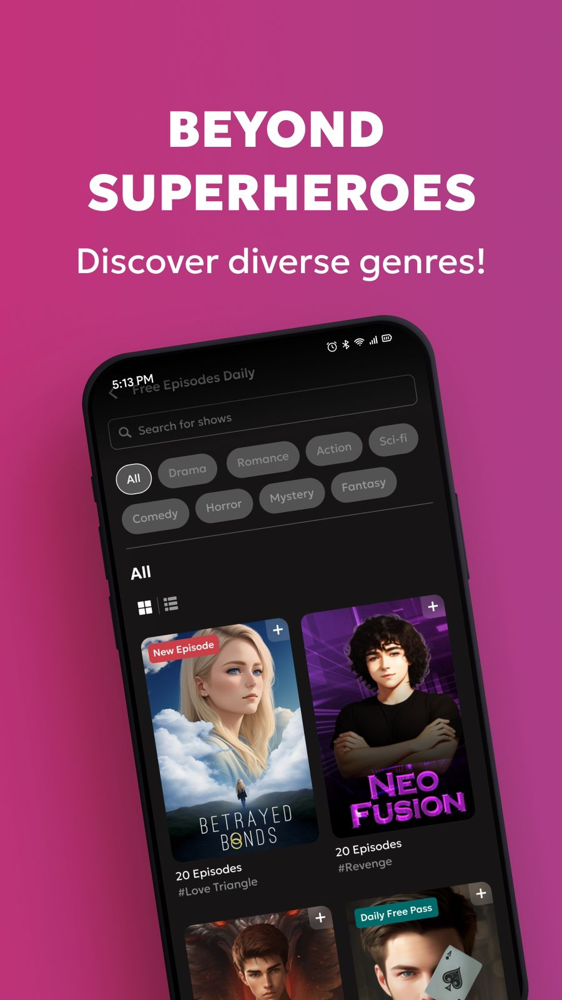 BEYOND
SUPERHEROES
Discover diverse genres!
5:13 PM
Free Episodes Daily
Search for shows
All
Drama
Romance
Action
Sci-fi
Comedy
Horror
Mystery
Fantasy
All
New Episode
BETRAYED
BONDS
NEO
FUSION
20 Episodes
#Love Triangle
20 Episodes
#Revenge
Daily Free Pass
A